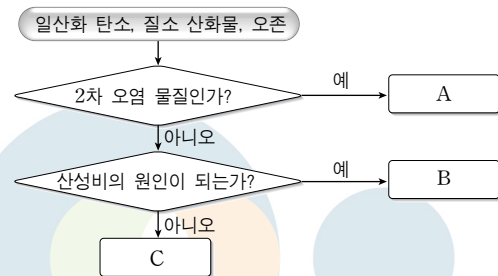 일산화 탄소, 질소 산화물, 오존
2차 오염 물질인가?
예
A
아니오
산성비의 원인이 되는가?
예
B
아니오
C